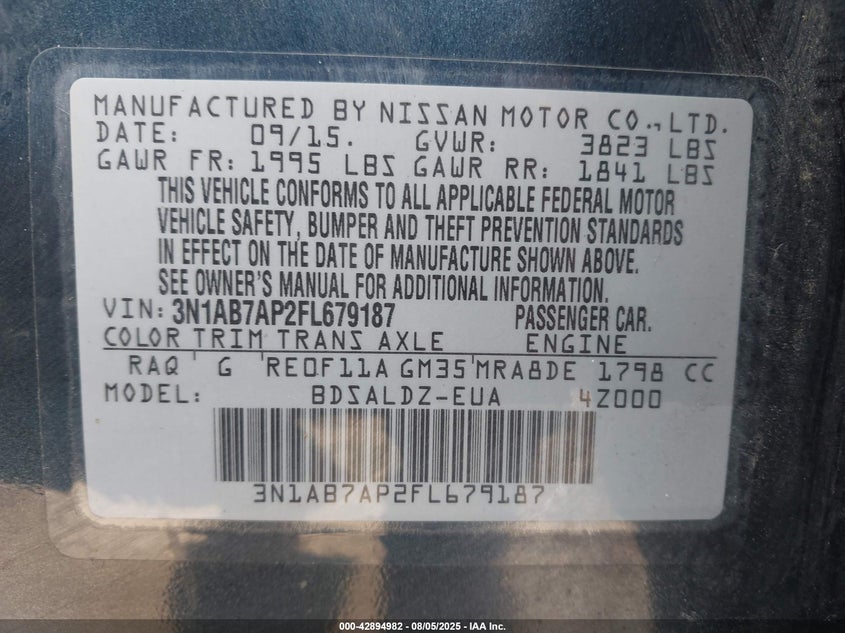 MANUFACTURED BY NISSAN MOTOR CO., LTD.
DATE: 09/15. GVWR: 3823 LBS
GAWR FR: 1995 LBS GAWR RR: 1841 LBS
THIS VEHICLE CONFORMS TO ALL APPLICABLE FEDERAL MOTOR
VEHICLE SAFETY, BUMPER AND THEFT PREVENTION STANDARDS
IN EFFECT ON THE DATE OF MANUFACTURE SHOWN ABOVE.
SEE OWNER'S MANUAL FOR ADDITIONAL INFORMATION.
VIN: 3N1AB7AP2FL679187 PASSENGER CAR.
COLOR TRIM TRANS AXLE ENGINE
RAQ G RE0F11A GM35 MRA8DE 1798 CC
MODEL: BDSALDZ-EUA 4Z000
3N1AB7AP2FL679187
000-42894982 - 08/05/2025 - IAA Inc.